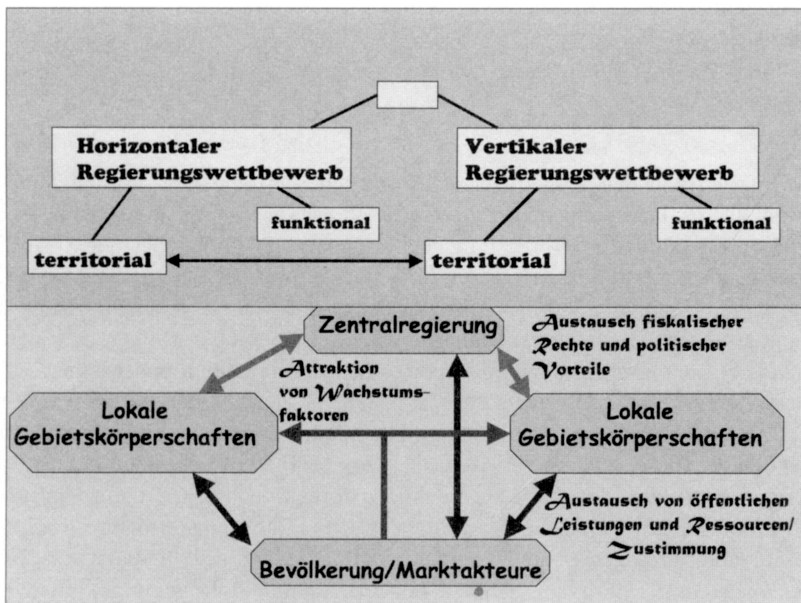 Horizontaler
Regierungswettbewerb
Vertikaler
Regierungswettbewerb
funktional
funktional
territorial
territorial
Zentralregierung
Austausch fiskalischer
Rechte und politischer
Vorteile
Attraktion
von Wachstums-
faktoren
Lokale
Gebietskörperschaften
Lokale
Gebietskörperschaften
Austausch von öffentlichen
Leistungen und Ressourcen/
Zustimmung
Bevölkerung/Marktakteure